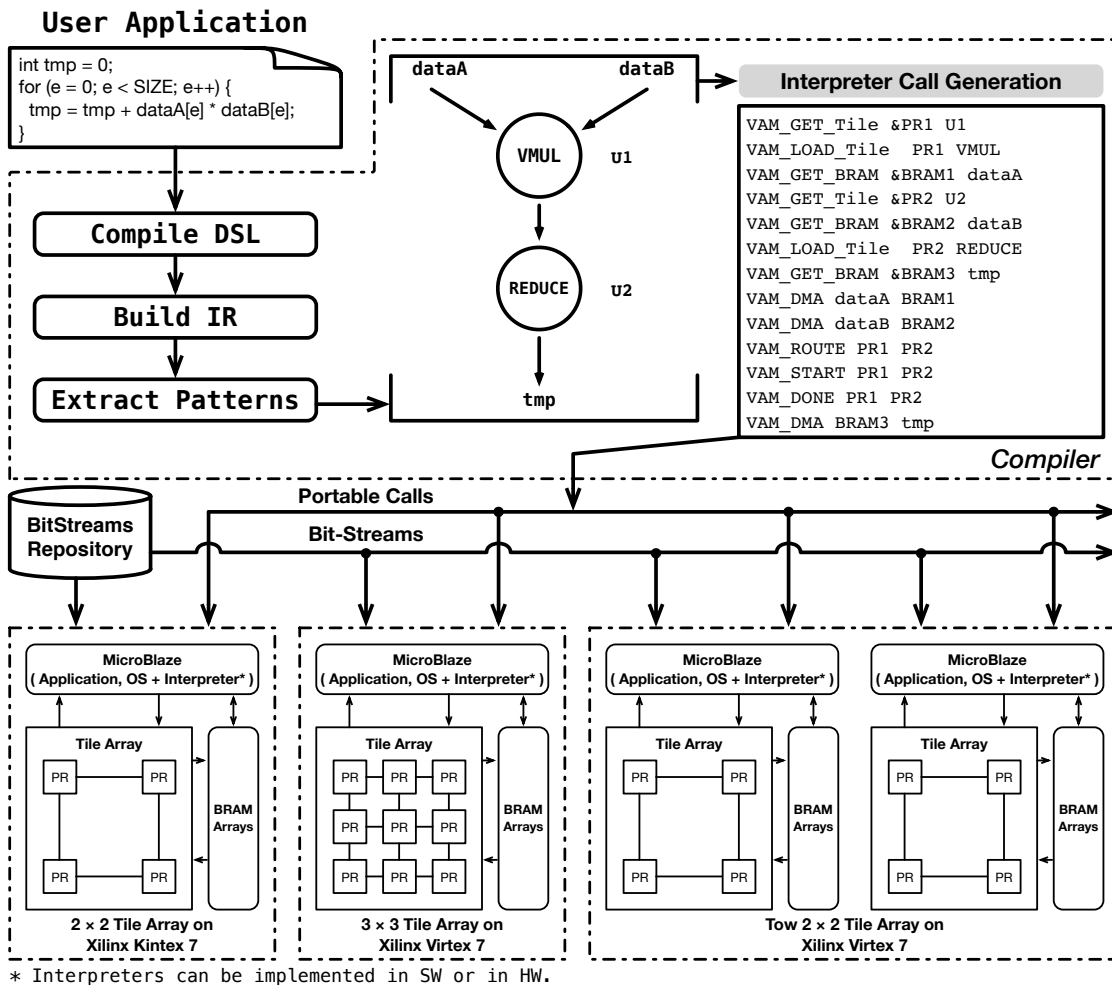 User Application
int tmp = 0;
for (e = 0; e < SIZE; e++) {
tmp = tmp + dataA[e] * dataB[e];
}
Compile DSL
Build IR
Extract Patterns
dataA dataB
VMUL U1
REDUCE U2
tmp
Interpreter Call Generation
VAM_GET_Tile &PR1 U1
VAM_LOAD_Tile PR1 VMUL
VAM_GET_BRAM &BRAM1 dataA
VAM_GET_Tile &PR2 U2
VAM_GET_BRAM &BRAM2 dataB
VAM_LOAD_Tile PR2 REDUCE
VAM_GET_BRAM &BRAM3 tmp
VAM_DMA dataA BRAM1
VAM_DMA dataB BRAM2
VAM_ROUTE PR1 PR2
VAM_START PR1 PR2
VAM_DONE PR1 PR2
VAM_DMA BRAM3 tmp
Compiler
BitStreams
Repository
Portable Calls
Bit-Streams
MicroBlaze
( Application, OS + Interpreter* )
Tile Array
PR PR
PR PR
BRAM
Arrays
2 × 2 Tile Array on
Xilinx Kintex 7
MicroBlaze
( Application, OS + Interpreter* )
Tile Array
PR PR PR
PR PR PR
PR PR PR
BRAM
Arrays
3 × 3 Tile Array on
Xilinx Virtex 7
MicroBlaze
( Application, OS + Interpreter* )
Tile Array
PR PR
PR PR
BRAM
Arrays
MicroBlaze
( Application, OS + Interpreter* )
Tile Array
PR PR
PR PR
BRAM
Arrays
Tow 2 × 2 Tile Array on
Xilinx Virtex 7
* Interpreters can be implemented in SW or in HW.